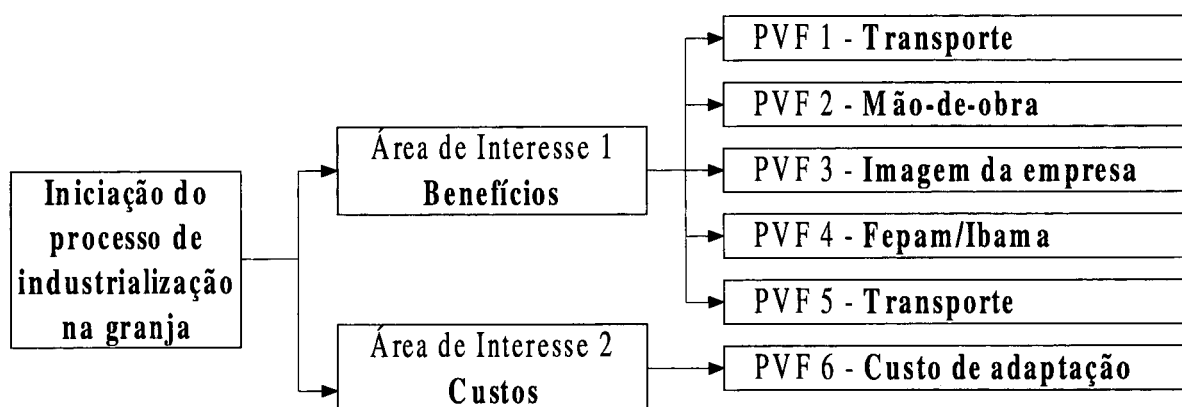 Iniciação do
processo de
industrialização
na granja
Área de Interesse 1
Benefícios
Área de Interesse 2
Custos
PVF 1 - Transporte
PVF 2 - Mão-de-obra
PVF 3 - Imagem da empresa
PVF 4 - Fepam/Ibama
PVF 5 - Transporte
PVF 6 - Custo de adaptação